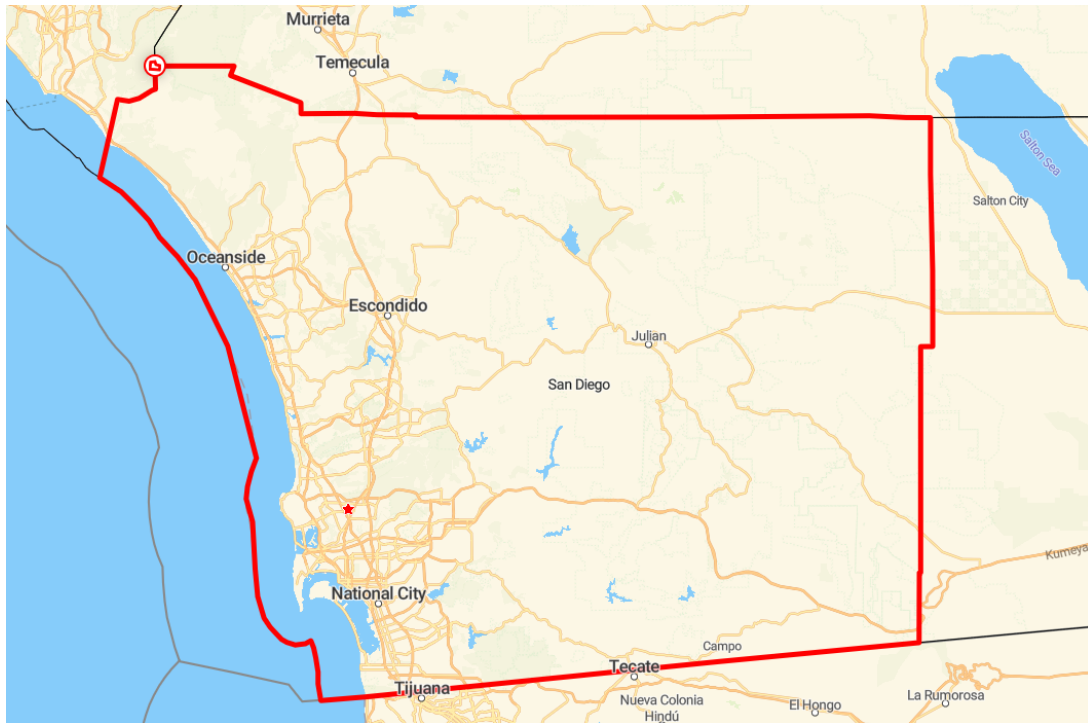 Murrieta
Temecula
Salton Sea
Salton City
Oceanside
Escondido
Julian
San Diego
Kumeya
National City
Campo
Tecate
Tijuana
La Rumorosa
Nueva Colonia
Hindú
El Hongo